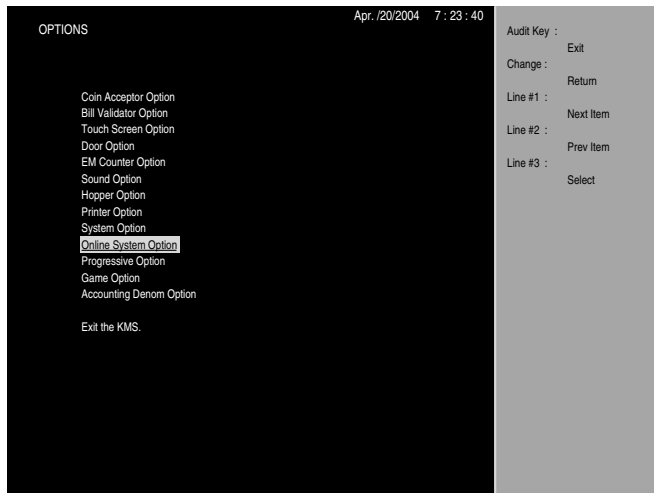 Apr. /20/2004 7 : 23 : 40
OPTIONS
Coin Acceptor Option
Bill Validator Option
Touch Screen Option
Door Option
EM Counter Option
Sound Option
Hopper Option
Printer Option
System Option
Online System Option
Progressive Option
Game Option
Accounting Denom Option
Exit the KMS.
Audit Key :
Exit
Change :
Return
Line #1 :
Next Item
Line #2 :
Prev Item
Line #3 :
Select